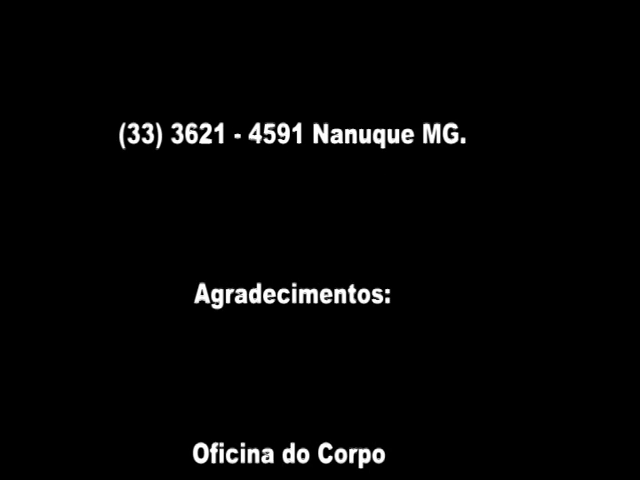 (33) 3621 - 4591 Nanuque MG.
Agradecimentos:
Oficina do Corpo